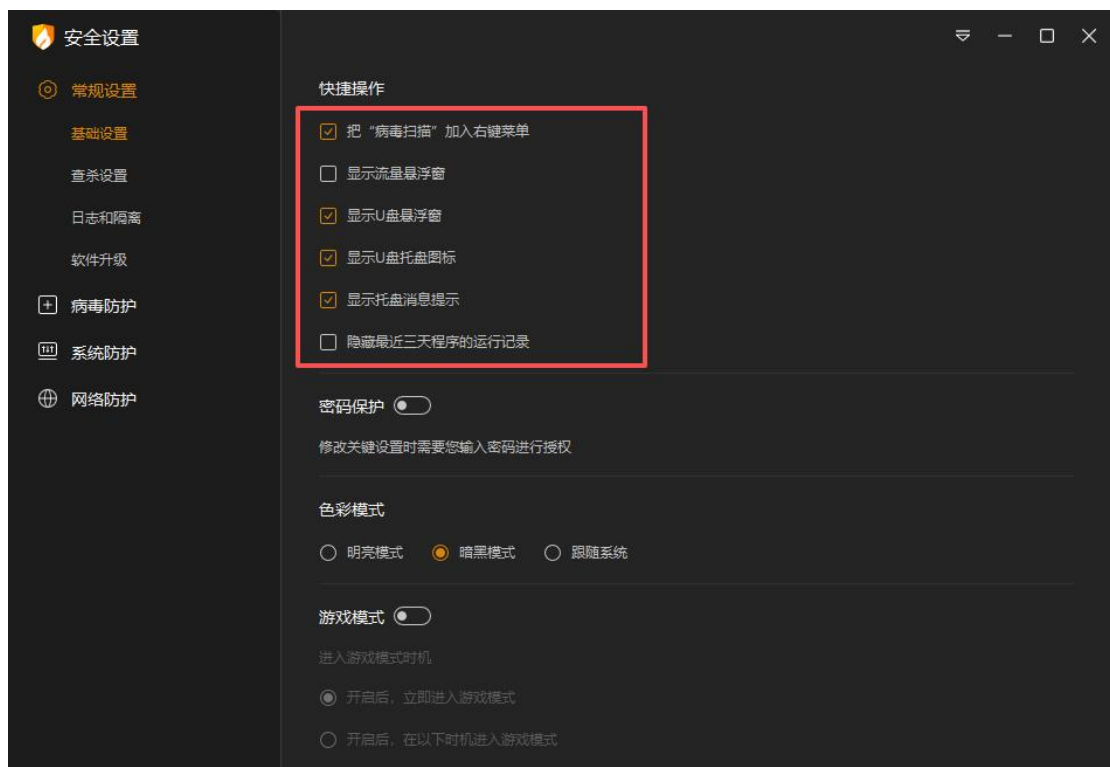 安全设置
常规设置
基础设置
查杀设置
日志和隔离
软件升级
病毒防护
系统防护
网络防护
快捷操作
把“病毒扫描”加入右键菜单
显示流量悬浮窗
显示U盘悬浮窗
显示U盘托盘图标
显示托盘消息提示
隐藏最近三天程序的运行记录
密码保护
修改关键设置时需要您输入密码进行授权
色彩模式
明亮模式 暗黑模式 跟随系统
游戏模式
进入游戏模式时机
开启后，立即进入游戏模式
开启后，在以下时机进入游戏模式